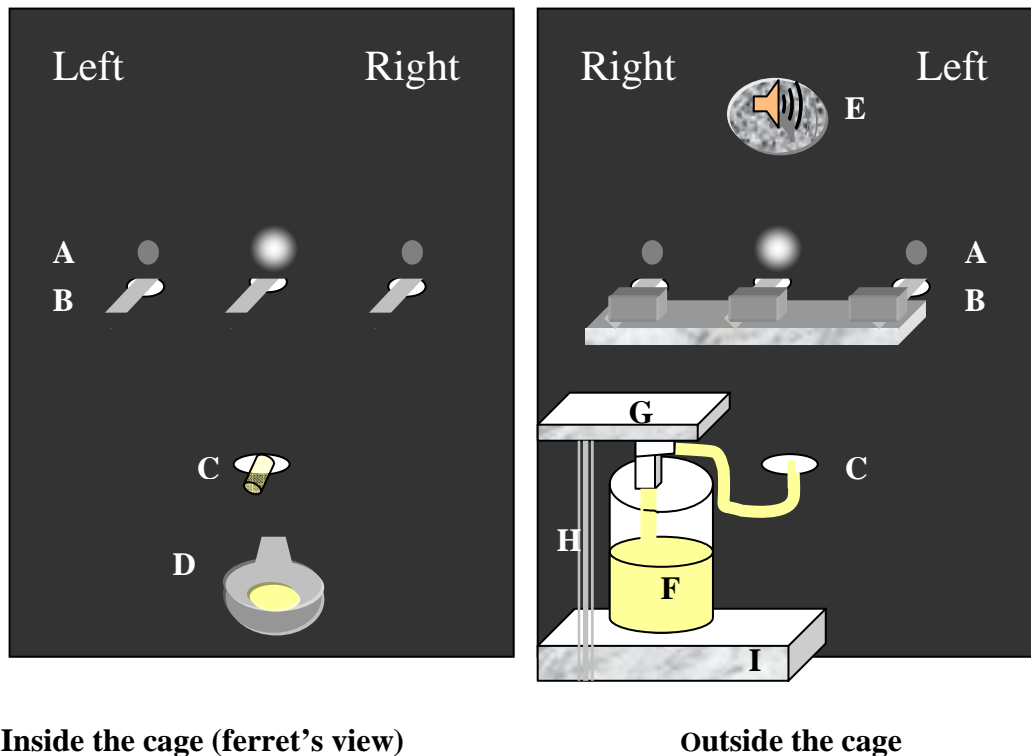 Left Right
A
B
C
D
Inside the cage (ferret's view)
Right Left
E
A
B
G
C
H
F
I
Outside the cage